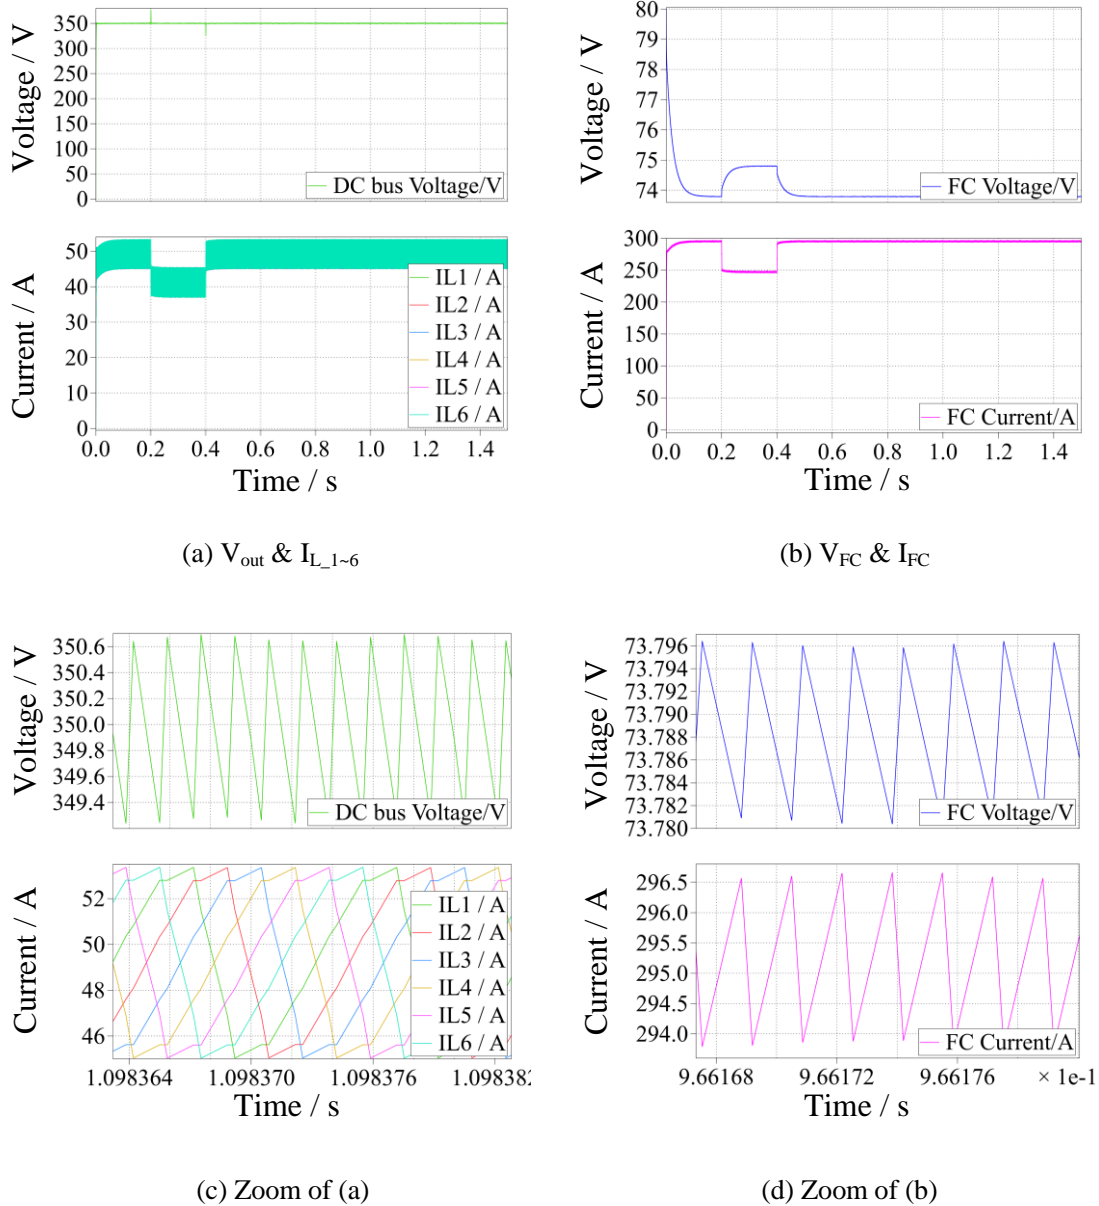 Voltage / V
350
300
250
200
150
100
50
0
DC bus Voltage/V
Current / A
50
40
30
20
10
0
IL1 / A
IL2 / A
IL3 / A
IL4 / A
IL5 / A
IL6 / A
0.0 0.2 0.4 0.6 0.8 1.0 1.2 1.4
Time / s
(a) Vout & IL_1~6
Voltage / V
80
79
78
77
76
75
74
FC Voltage/V
Current / A
300
250
200
150
100
50
0
FC Current/A
0.0 0.2 0.4 0.6 0.8 1.0 1.2 1.4
Time / s
(b) VFC & IFC
Voltage / V
350.6
350.4
350.2
350.0
349.8
349.6
349.4
DC bus Voltage/V
Current / A
52
50
48
46
IL1 / A
IL2 / A
IL3 / A
IL4 / A
IL5 / A
IL6 / A
1.098364 1.098370 1.098376 1.098382
Time / s
(c) Zoom of (a)
Voltage / V
73.796
73.794
73.792
73.790
73.788
73.786
73.784
73.782
73.780
FC Voltage/V
Current / A
296.5
296.0
295.5
295.0
294.5
294.0
FC Current/A
9.66168 9.66172 9.66176 × 1e-1
Time / s
(d) Zoom of (b)